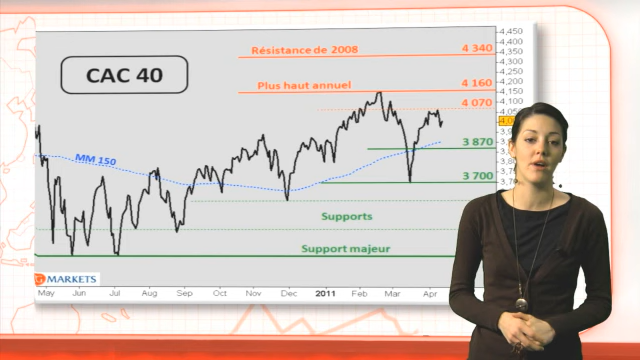 CAC 40
Résistance de 2008 4 340
Plus haut annuel 4 160
4 070
MM 150
3 870
3 700
Supports
Support majeur
MARKETS
May Jun Jul Aug Sep Oct Nov Dec 2011 Feb Mar Apr
4,450
4,400
4,350
4,300
4,250
4,200
4,150
4,100